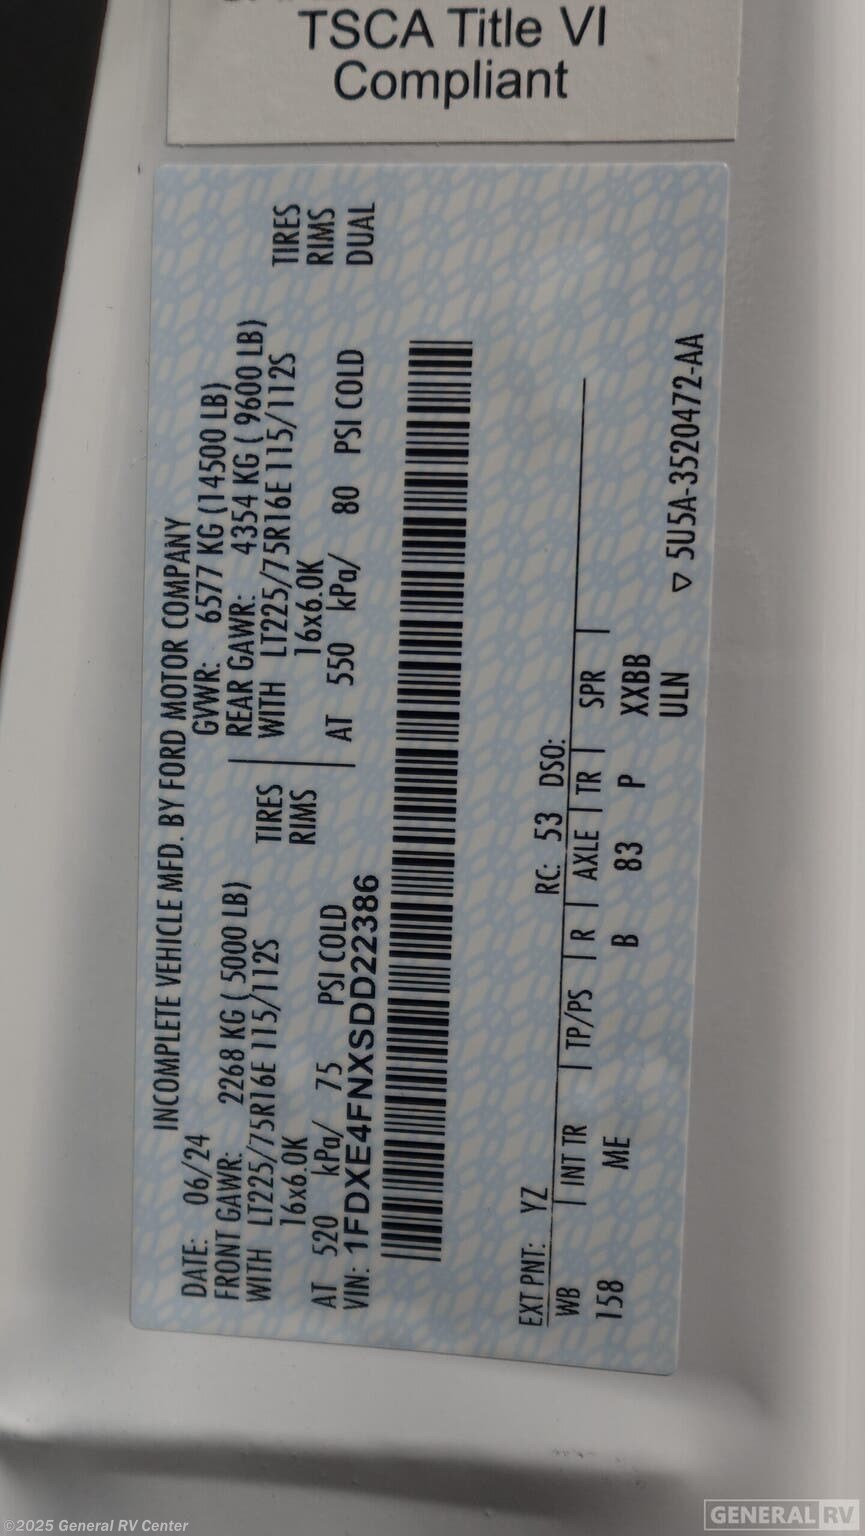 TSCA Title VI
Compliant
INCOMPLETE VEHICLE MFD. BY FORD MOTOR COMPANY
DATE: 06/24 GVWR: 6577 KG (14500 LB)
FRONT GAWR: 2268 KG ( 5000 LB) REAR GAWR: 4354 KG ( 9600 LB)
WITH LT225/75R16E 115/112S TIRES WITH LT225/75R16E 115/112S TIRES
16x6.0K RIMS 16x6.0K RIMS
AT 520 kPa/ 75 PSI COLD AT 550 kPa/ 80 PSI COLD DUAL
VIN: 1FDXE4FNXSDD22386
EXT PNT: YZ RC: 53 DSO:
WB INT TR TP/PS R AXLE TR SPR
158 ME B 83 P XXBB
ULN
▽ 5U5A-3520472-AA
©2025 General RV Center
GENERAL RV